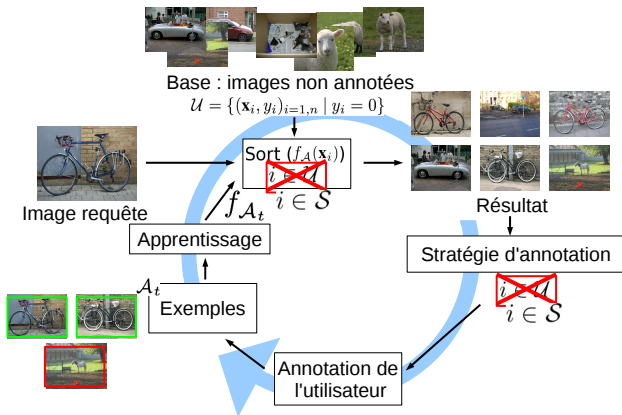 Base : images non annotées
𝒰 = {(𝐱ᵢ, yᵢ)ᵢ₌₁,ₙ | yᵢ = 0}
Sort (f_𝒜(𝐱ᵢ))
i ∈ 𝒰
i ∈ 𝒮
Image requête
f_𝒜ₜ
Résultat
Apprentissage
Stratégie d'annotation
i ∈ 𝒰
i ∈ 𝒮
𝒜ₜ
Exemples
Annotation de
l'utilisateur